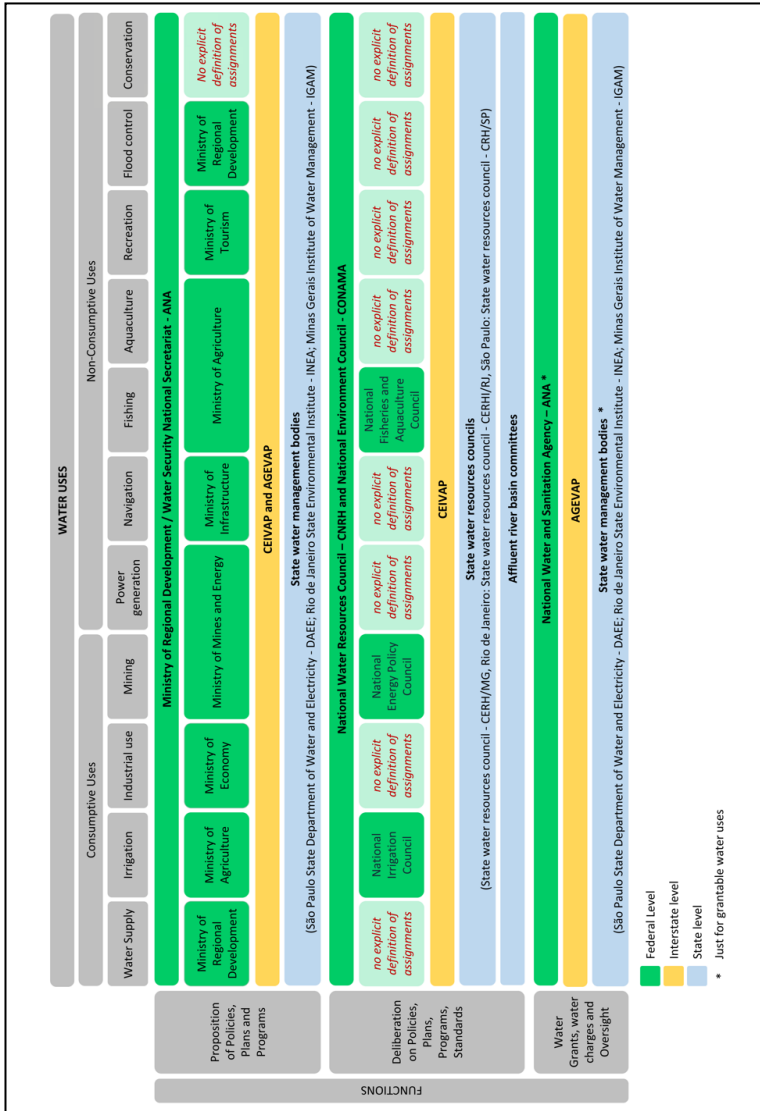 WATER USES
Consumptive Uses
Non-Consumptive Uses
Water Supply
Irrigation
Industrial use
Mining
Power
generation
Navigation
Fishing
Aquaculture
Recreation
Flood control
Conservation
FUNCTIONS
Proposition
of Policies,
Plans and
Programs
Ministry of Regional Development / Water Security National Secretariat - ANA
Ministry of
Regional
Development
Ministry of
Agriculture
Ministry of
Economy
Ministry of Mines and Energy
Ministry of
Infrastructure
Ministry of Agriculture
Ministry of
Tourism
Ministry of
Regional
Development
No explicit
definition of
assignments
CEIVAP and AGEVAP
State water management bodies
(São Paulo State Department of Water and Electricity - DAEE; Rio de Janeiro State Environmental Institute - INEA; Minas Gerais Institute of Water Management - IGAM)
Deliberation
on Policies,
Plans,
Programs,
Standards
National Water Resources Council – CNRH and National Environment Council - CONAMA
no explicit
definition of
assignments
National
Irrigation
Council
no explicit
definition of
assignments
National
Energy Policy
Council
no explicit
definition of
assignments
no explicit
definition of
assignments
National
Fisheries and
Aquaculture
Council
no explicit
definition of
assignments
no explicit
definition of
assignments
no explicit
definition of
assignments
no explicit
definition of
assignments
CEIVAP
State water resources councils
(State water resources council - CERH/MG, Rio de Janeiro: State water resources council - CERHI/RJ, São Paulo: State water resources council - CRH/SP)
Affluent river basin committees
Water
Grants, water
charges and
Oversight
National Water and Sanitation Agency – ANA *
AGEVAP
State water management bodies *
(São Paulo State Department of Water and Electricity - DAEE; Rio de Janeiro State Environmental Institute - INEA; Minas Gerais Institute of Water Management - IGAM)
Federal Level
Interstate level
State level
* Just for grantable water uses